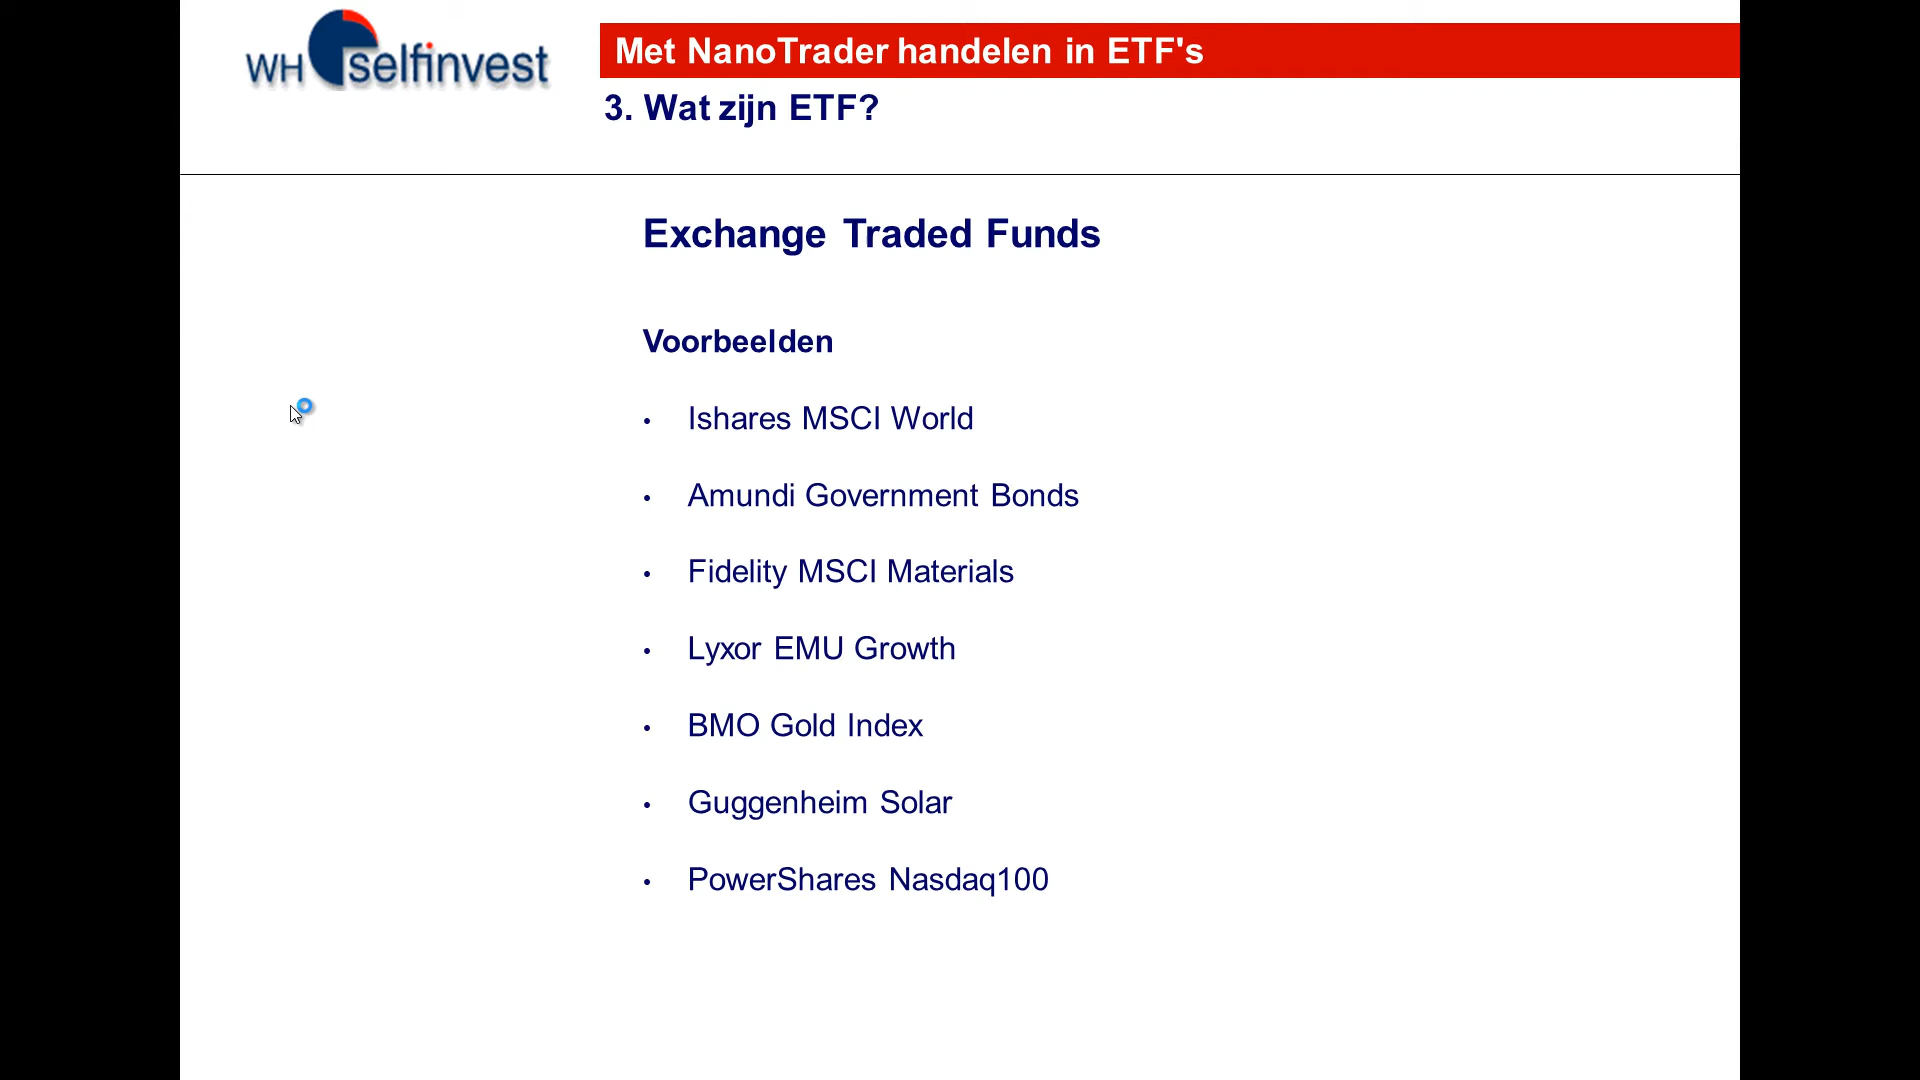 WH selfinvest
Met NanoTrader handelen in ETF's
3. Wat zijn ETF?
Exchange Traded Funds
Voorbeelden
• Ishares MSCI World
• Amundi Government Bonds
• Fidelity MSCI Materials
• Lyxor EMU Growth
• BMO Gold Index
• Guggenheim Solar
• PowerShares Nasdaq100